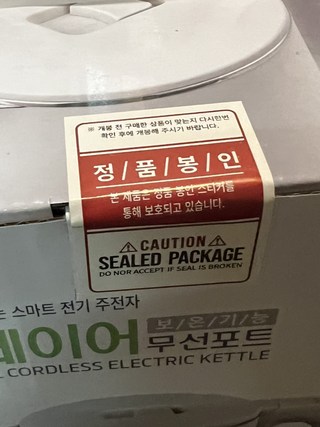 ※ 개봉 전 구매한 상품이 맞는지 다시한번
확인 후에 개봉해 주시기 바랍니다.
정/품/봉/인
본 제품은 정품 봉인 스티커를
통해 보호되고 있습니다.
⚠ CAUTION ⚠
SEALED PACKAGE
DO NOR ACCEPT IF SEAL IS BROKEN
는 스마트 전기 주전자
레이어 보/온/기/능
무선포트
CORDLESS ELECTRIC KETTLE